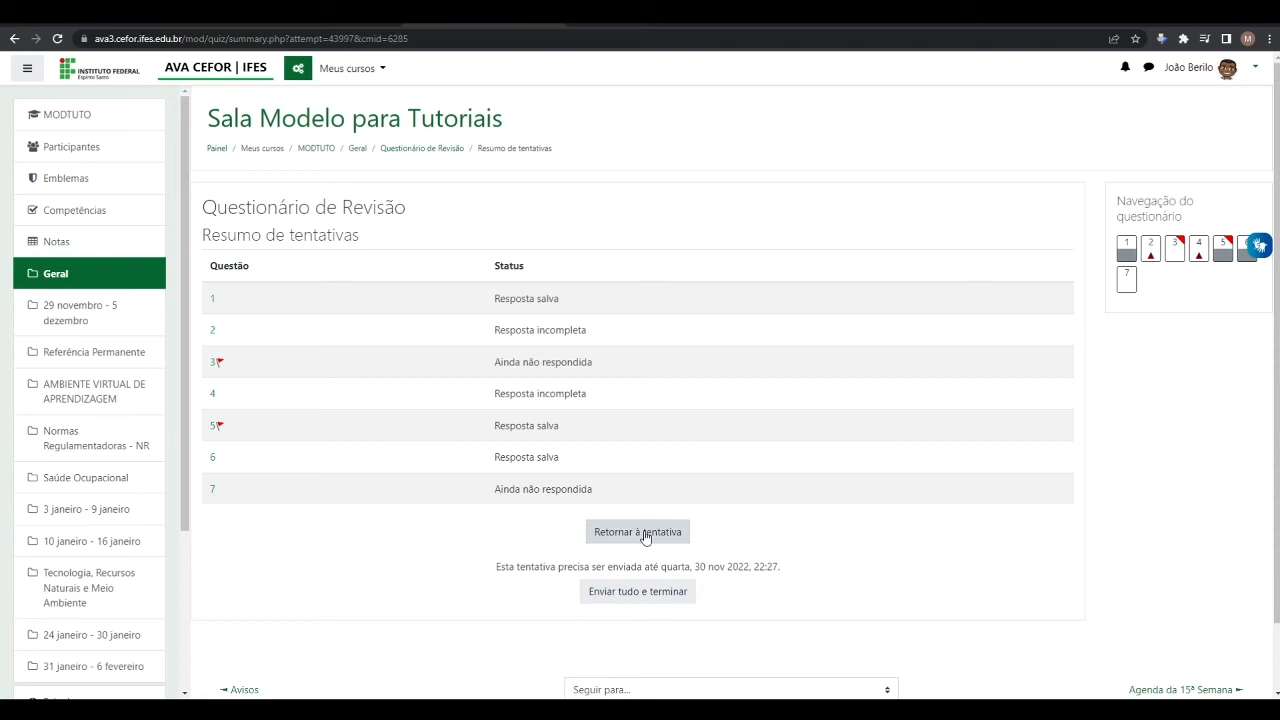 ava3.cefor.ifes.edu.br/mod/quiz/summary.php?attempt=43997&cmid=6285
M
INSTITUTO FEDERAL
Espírito Santo
AVA CEFOR | IFES
Meus cursos
João Berilo
MODTUTO
Participantes
Emblemas
Competências
Notas
Geral
29 novembro - 5
dezembro
Referência Permanente
AMBIENTE VIRTUAL DE
APRENDIZAGEM
Normas
Regulamentadoras - NR
Saúde Ocupacional
3 janeiro - 9 janeiro
10 janeiro - 16 janeiro
Tecnologia, Recursos
Naturais e Meio
Ambiente
24 janeiro - 30 janeiro
31 janeiro - 6 fevereiro
Sala Modelo para Tutoriais
Painel / Meus cursos / MODTUTO / Geral / Questionário de Revisão / Resumo de tentativas
Questionário de Revisão
Resumo de tentativas
Questão Status
1 Resposta salva
2 Resposta incompleta
3 Ainda não respondida
4 Resposta incompleta
5 Resposta salva
6 Resposta salva
7 Ainda não respondida
Retornar à tentativa
Esta tentativa precisa ser enviada até quarta, 30 nov 2022, 22:27.
Enviar tudo e terminar
Navegação do
questionário
1 2 3 4 5
7
◄ Avisos
Seguir para...
Agenda da 15ª Semana ►